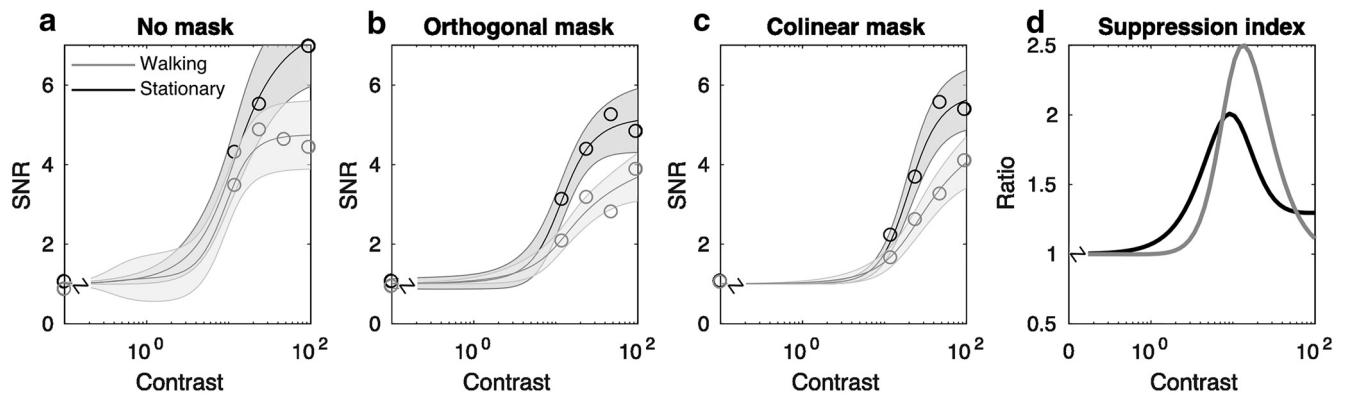 a No mask
b Orthogonal mask
c Colinear mask
d Suppression index
Walking
Stationary
SNR
6
4
2
0
10^0 10^2
Contrast
SNR
6
4
2
0
10^0 10^2
Contrast
SNR
6
4
2
0
10^0 10^2
Contrast
Ratio
2.5
2
1.5
1
0.5
0 10^0 10^2
Contrast